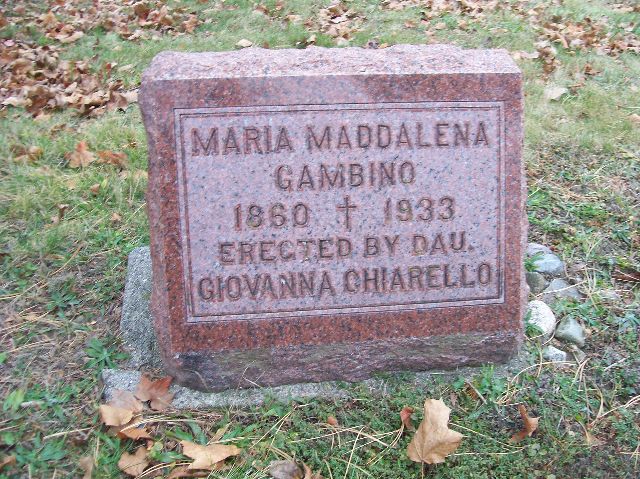 MARIA MADDALENA
GAMBINO
1860 † 1933
ERECTED BY DAU.
GIOVANNA CHIARELLO